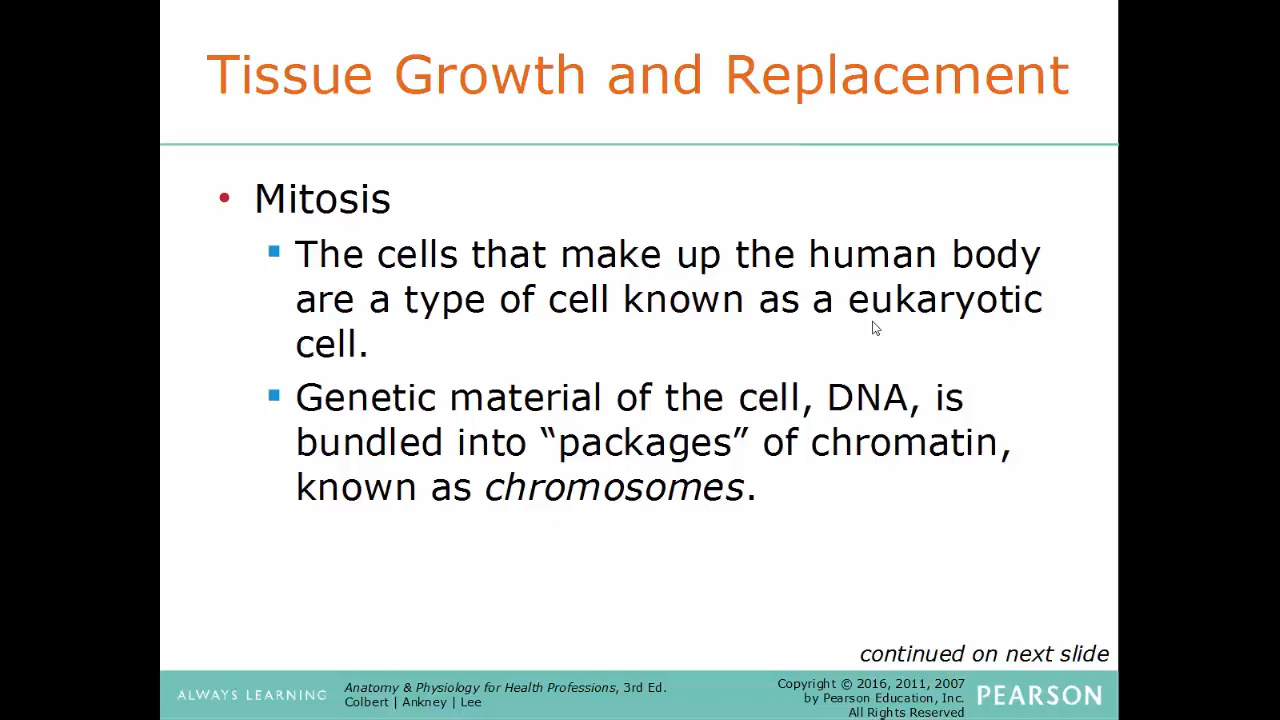 Tissue Growth and Replacement
• Mitosis
▪ The cells that make up the human body
are a type of cell known as a eukaryotic
cell.
▪ Genetic material of the cell, DNA, is
bundled into “packages” of chromatin,
known as chromosomes.
continued on next slide
ALWAYS LEARNING
Anatomy & Physiology for Health Professions, 3rd Ed.
Colbert | Ankney | Lee
Copyright © 2016, 2011, 2007
by Pearson Education, Inc.
All Rights Reserved
PEARSON